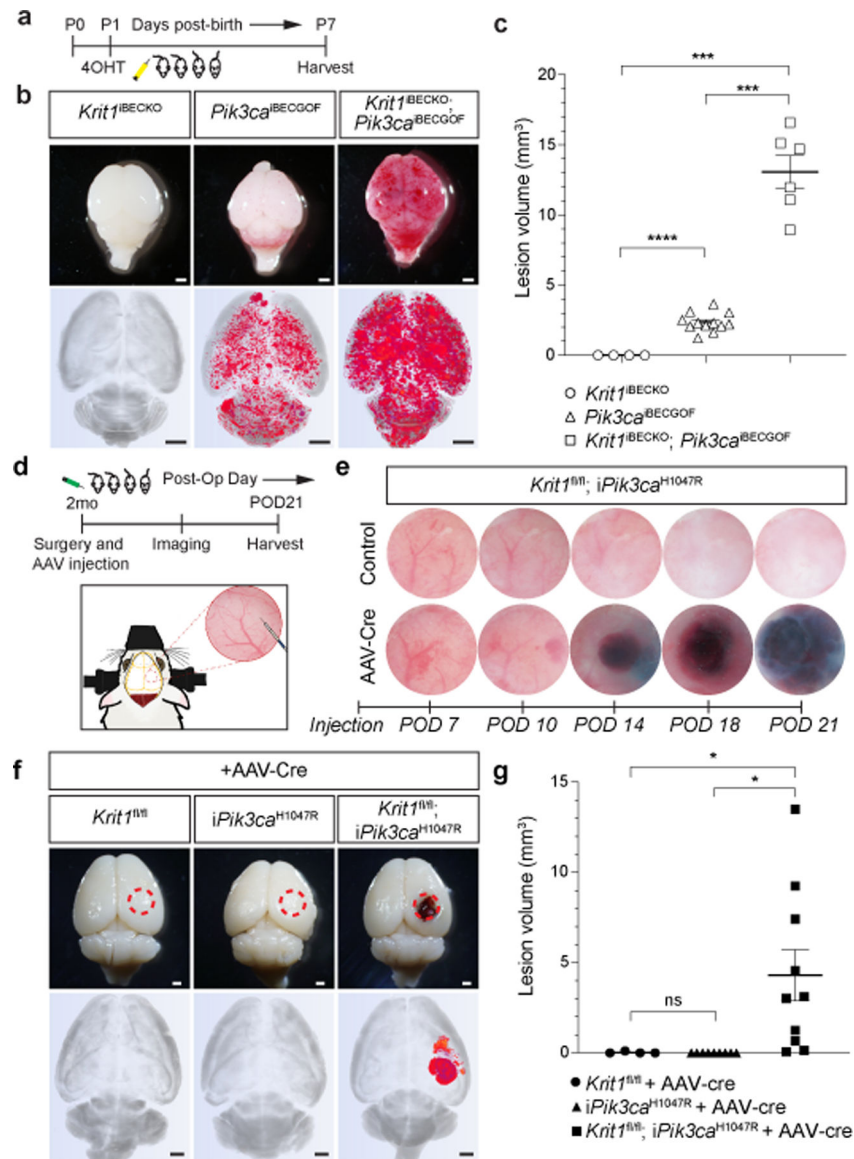 a
P0 P1 Days post-birth P7
4OHT Harvest
b
Krit1iBECKO
Pik3caiBECGOF
Krit1iBECKO;
Pik3caiBECGOF
c
***
***
****
Lesion volume (mm³)
20
15
10
5
0
Krit1iBECKO
Pik3caiBECGOF
Krit1iBECKO; Pik3caiBECGOF
d
Post-Op Day
2mo POD21
Surgery and Imaging Harvest
AAV injection
e
Krit1fl/fl; iPik3caH1047R
Control
AAV-Cre
Injection POD 7 POD 10 POD 14 POD 18 POD 21
f
+AAV-Cre
Krit1fl/fl
iPik3caH1047R
Krit1fl/fl;
iPik3caH1047R
g
*
*
ns
Lesion volume (mm³)
15
10
5
0
Krit1fl/fl + AAV-cre
iPik3caH1047R + AAV-cre
Krit1fl/fl; iPik3caH1047R + AAV-cre